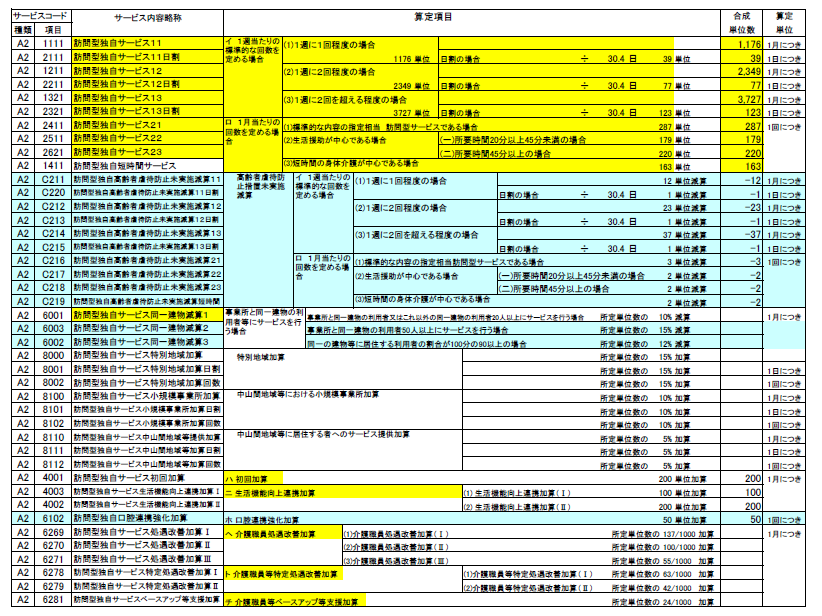 サービスコード サービス内容略称 算定項目 合成 算定
種類 項目 単位数 単位
A2 1111 訪問型独自サービス11 イ 1週当たりの標準的な回数を定める場合 (1)1週に1回程度の場合 1,176 1月につき
A2 2111 訪問型独自サービス11日割 1176 単位 日割の場合 ÷ 30.4 日 39 単位 39 1日につき
A2 1211 訪問型独自サービス12 (2)1週に2回程度の場合 2,349 1月につき
A2 2211 訪問型独自サービス12日割 2349 単位 日割の場合 ÷ 30.4 日 77 単位 77 1日につき
A2 1321 訪問型独自サービス13 (3)1週に2回を超える程度の場合 3,727 1月につき
A2 2321 訪問型独自サービス13日割 3727 単位 日割の場合 ÷ 30.4 日 123 単位 123 1日につき
A2 2411 訪問型独自サービス21 ロ 1月当たりの回数を定める場合 (1)標準的な内容の指定相当 訪問型サービスである場合 287 単位 287 1回につき
A2 2511 訪問型独自サービス22 (2)生活援助が中心である場合 (一)所要時間20分以上45分未満の場合 179 単位 179
A2 2621 訪問型独自サービス23 (二)所要時間45分以上の場合 220 単位 220
A2 1411 訪問型独自短時間サービス (3)短時間の身体介護が中心である場合 163 単位 163
A2 C211 訪問型独自高齢者虐待防止未実施減算11 高齢者虐待防止措置未実施減算 イ 1週当たりの標準的な回数を定める場合 (1)1週に1回程度の場合 12 単位減算 -12 1月につき
A2 C220 訪問型独自高齢者虐待防止未実施減算11日割 日割の場合 ÷ 30.4 日 1 単位減算 -1 1日につき
A2 C212 訪問型独自高齢者虐待防止未実施減算12 (2)1週に2回程度の場合 23 単位減算 -23 1月につき
A2 C213 訪問型独自高齢者虐待防止未実施減算12日割 日割の場合 ÷ 30.4 日 1 単位減算 -1 1日につき
A2 C214 訪問型独自高齢者虐待防止未実施減算13 (3)1週に2回を超える程度の場合 37 単位減算 -37 1月につき
A2 C215 訪問型独自高齢者虐待防止未実施減算13日割 日割の場合 ÷ 30.4 日 1 単位減算 -1 1日につき
A2 C216 訪問型独自高齢者虐待防止未実施減算21 ロ 1月当たりの回数を定める場合 (1)標準的な内容の指定相当訪問型サービスである場合 3 単位減算 -3 1回につき
A2 C217 訪問型独自高齢者虐待防止未実施減算22 (2)生活援助が中心である場合 (一)所要時間20分以上45分未満の場合 2 単位減算 -2
A2 C218 訪問型独自高齢者虐待防止未実施減算23 (二)所要時間45分以上の場合 2 単位減算 -2
A2 C219 訪問型独自高齢者虐待防止未実施減算短時間 (3)短時間の身体介護が中心である場合 2 単位減算 -2
A2 6001 訪問型独自サービス同一建物減算1 事業所と同一建物の利用者等にサービスを行う場合 事業所と同一建物の利用者又はこれ以外の同一建物の利用者20人以上にサービスを行う場合 所定単位数の 10% 減算 1月につき
A2 6003 訪問型独自サービス同一建物減算2 事業所と同一建物の利用者50人以上にサービスを行う場合 所定単位数の 15% 減算
A2 6002 訪問型独自サービス同一建物減算3 同一の建物等に居住する利用者の割合が100分の90以上の場合 所定単位数の 12% 減算
A2 8000 訪問型独自サービス特別地域加算 特別地域加算 所定単位数の 15% 加算
A2 8001 訪問型独自サービス特別地域加算日割 所定単位数の 15% 加算 1日につき
A2 8002 訪問型独自サービス特別地域加算回数 所定単位数の 15% 加算 1回につき
A2 8100 訪問型独自サービス小規模事業所加算 中山間地域等における小規模事業所加算 所定単位数の 10% 加算 1月につき
A2 8101 訪問型独自サービス小規模事業所加算日割 所定単位数の 10% 加算 1日につき
A2 8102 訪問型独自サービス小規模事業所加算回数 所定単位数の 10% 加算 1回につき
A2 8110 訪問型独自サービス中山間地域等提供加算 中山間地域等に居住する者へのサービス提供加算 所定単位数の 5% 加算 1月につき
A2 8111 訪問型独自サービス中山間地域等加算日割 所定単位数の 5% 加算 1日につき
A2 8112 訪問型独自サービス中山間地域等加算回数 所定単位数の 5% 加算 1回につき
A2 4001 訪問型独自サービス初回加算 ハ 初回加算 200 単位加算 200 1月につき
A2 4003 訪問型独自サービス生活機能向上連携加算Ⅰ ニ 生活機能向上連携加算 (1) 生活機能向上連携加算(Ⅰ) 100 単位加算 100
A2 4002 訪問型独自サービス生活機能向上連携加算Ⅱ (2) 生活機能向上連携加算(Ⅱ) 200 単位加算 200
A2 6102 訪問型独自口腔連携強化加算 ホ 口腔連携強化加算 50 単位加算 50 1回につき
A2 6269 訪問型独自サービス処遇改善加算Ⅰ ヘ 介護職員処遇改善加算 (1)介護職員処遇改善加算(Ⅰ) 所定単位数の 137/1000 加算 1月につき
A2 6270 訪問型独自サービス処遇改善加算Ⅱ (2)介護職員処遇改善加算(Ⅱ) 所定単位数の 100/1000 加算
A2 6271 訪問型独自サービス処遇改善加算Ⅲ (3)介護職員処遇改善加算(Ⅲ) 所定単位数の 55/1000 加算
A2 6278 訪問型独自サービス特定処遇改善加算Ⅰ ト 介護職員等特定処遇改善加算 (1)介護職員等特定処遇改善加算(Ⅰ) 所定単位数の 63/1000 加算
A2 6279 訪問型独自サービス特定処遇改善加算Ⅱ (2)介護職員等特定処遇改善加算(Ⅱ) 所定単位数の 42/1000 加算
A2 6281 訪問型独自サービスベースアップ等支援加算 チ 介護職員等ベースアップ等支援加算 所定単位数の 24/1000 加算